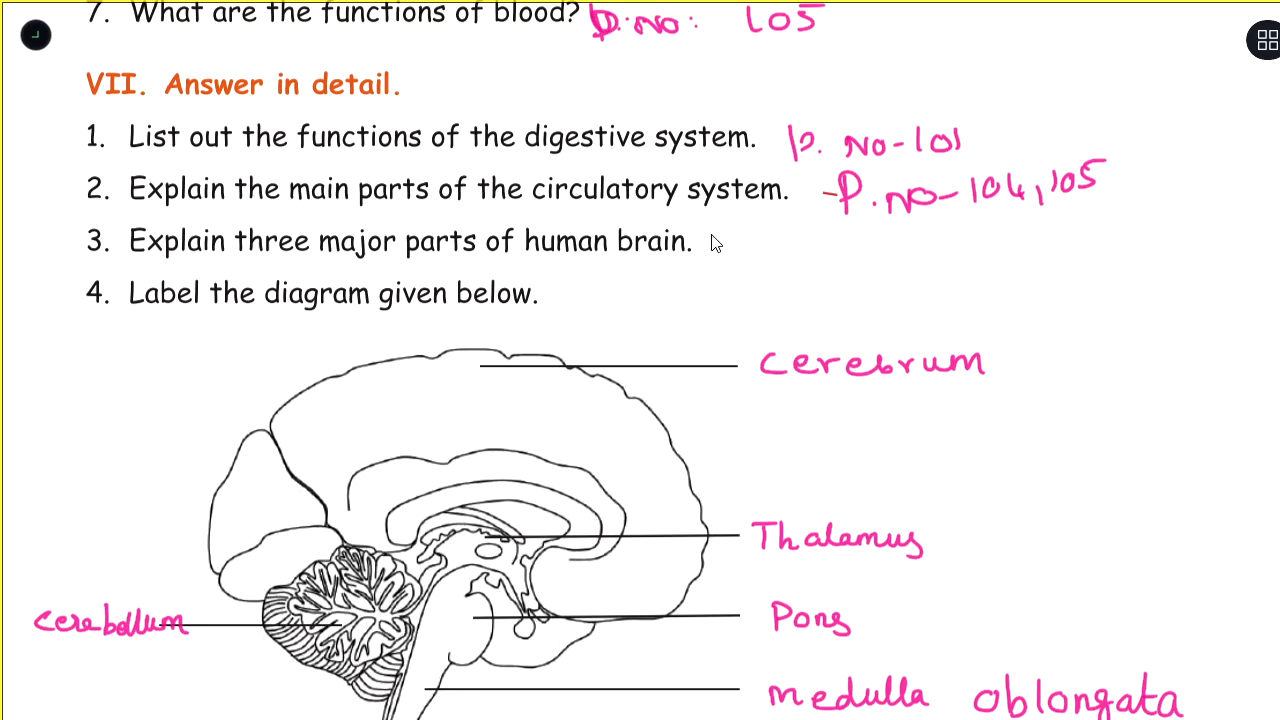 7. What are the functions of blood? P.No: 105
VII. Answer in detail.
1. List out the functions of the digestive system. P. No-101
2. Explain the main parts of the circulatory system. -P.no-104,105
3. Explain three major parts of human brain.
4. Label the diagram given below.
cerebrum
Thalamus
Pons
cerebellum
medulla oblongata